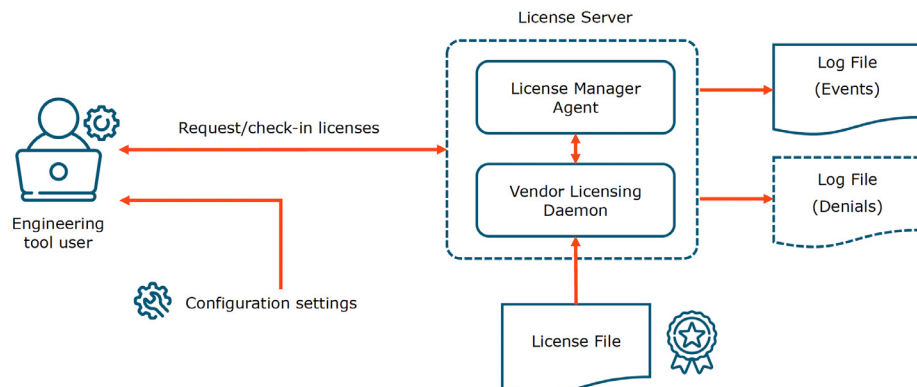 License Server
License Manager
Agent
Log File
(Events)
Request/check-in licenses
Vendor Licensing
Daemon
Log File
(Denials)
Engineering
tool user
Configuration settings
License File